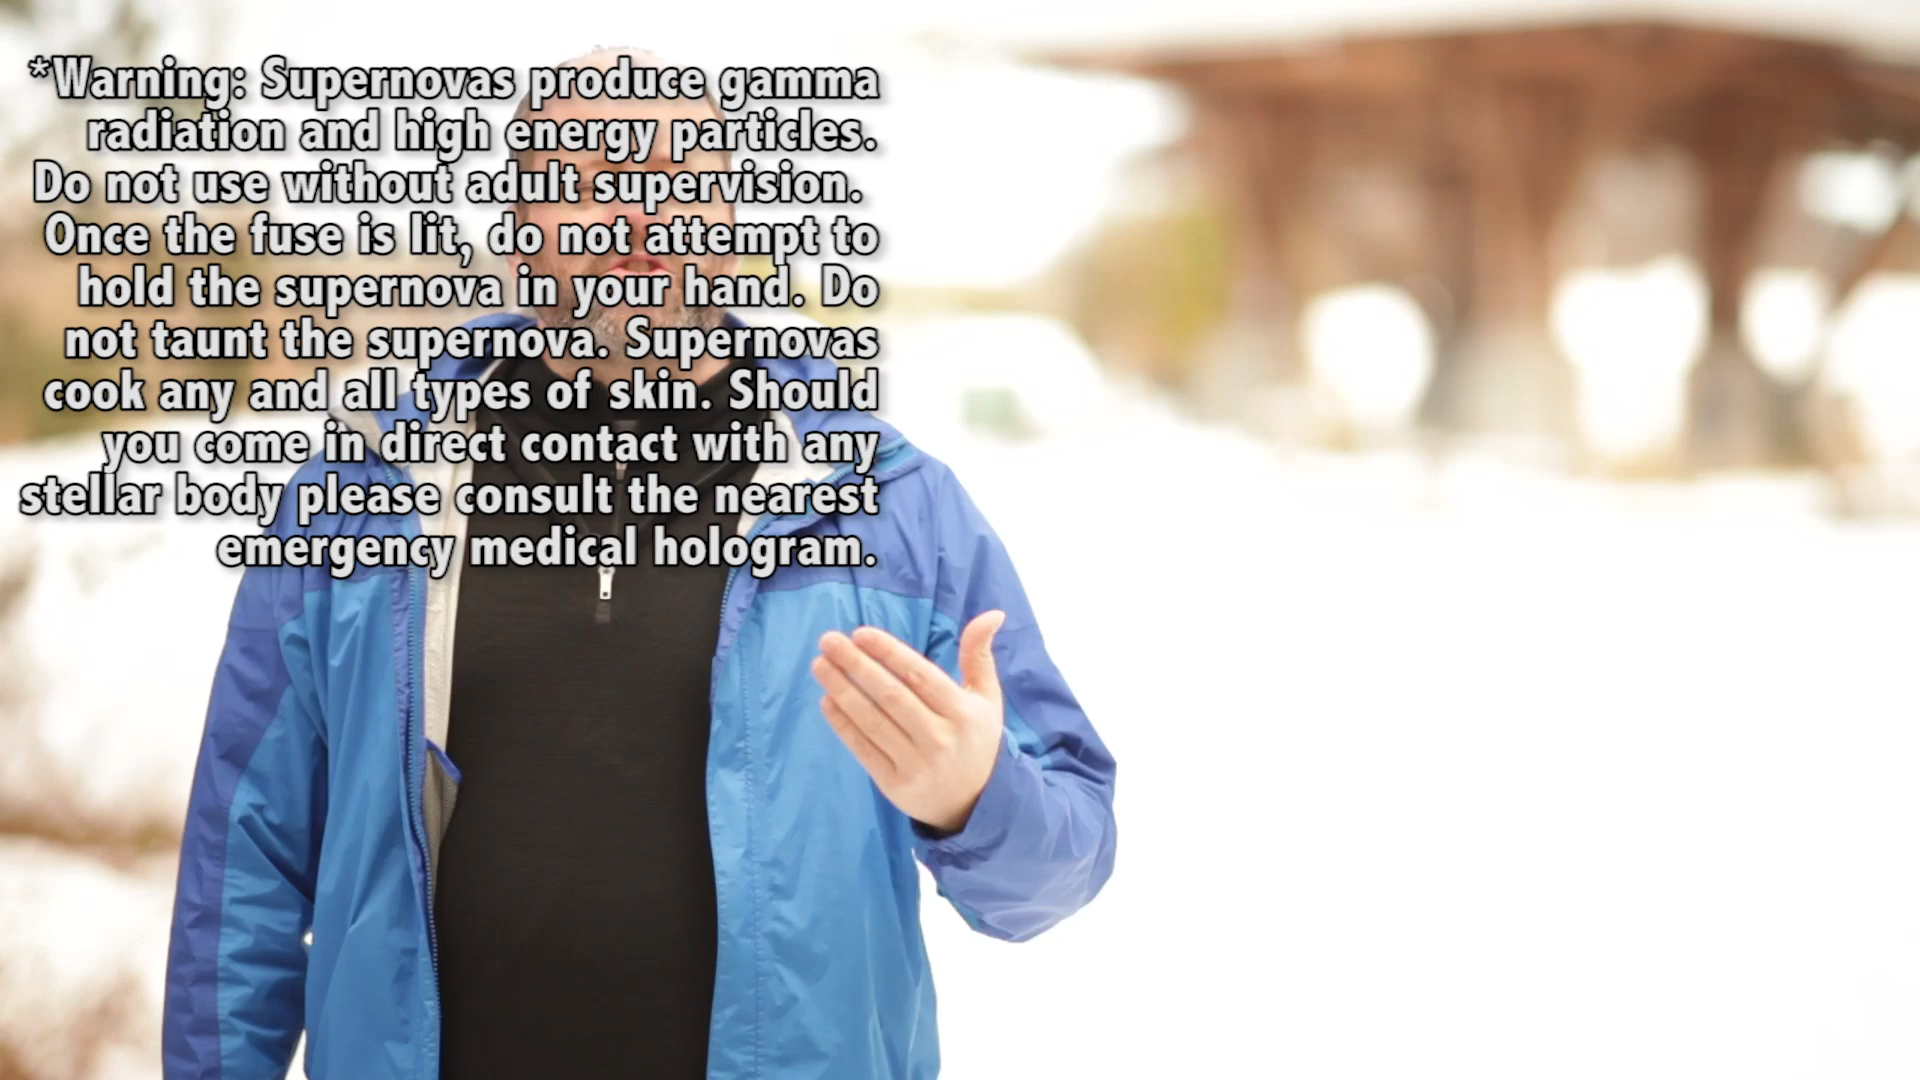 *Warning: Supernovas produce gamma
radiation and high energy particles.
Do not use without adult supervision.
Once the fuse is lit, do not attempt to
hold the supernova in your hand. Do
not taunt the supernova. Supernovas
cook any and all types of skin. Should
you come in direct contact with any
stellar body please consult the nearest
emergency medical hologram.